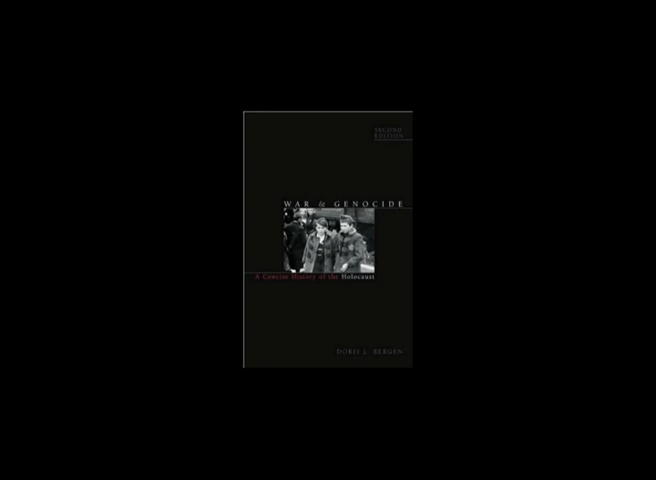 SECOND
EDITION
WAR & GENOCIDE
A Concise History of the Holocaust
DORIS L. BERGEN